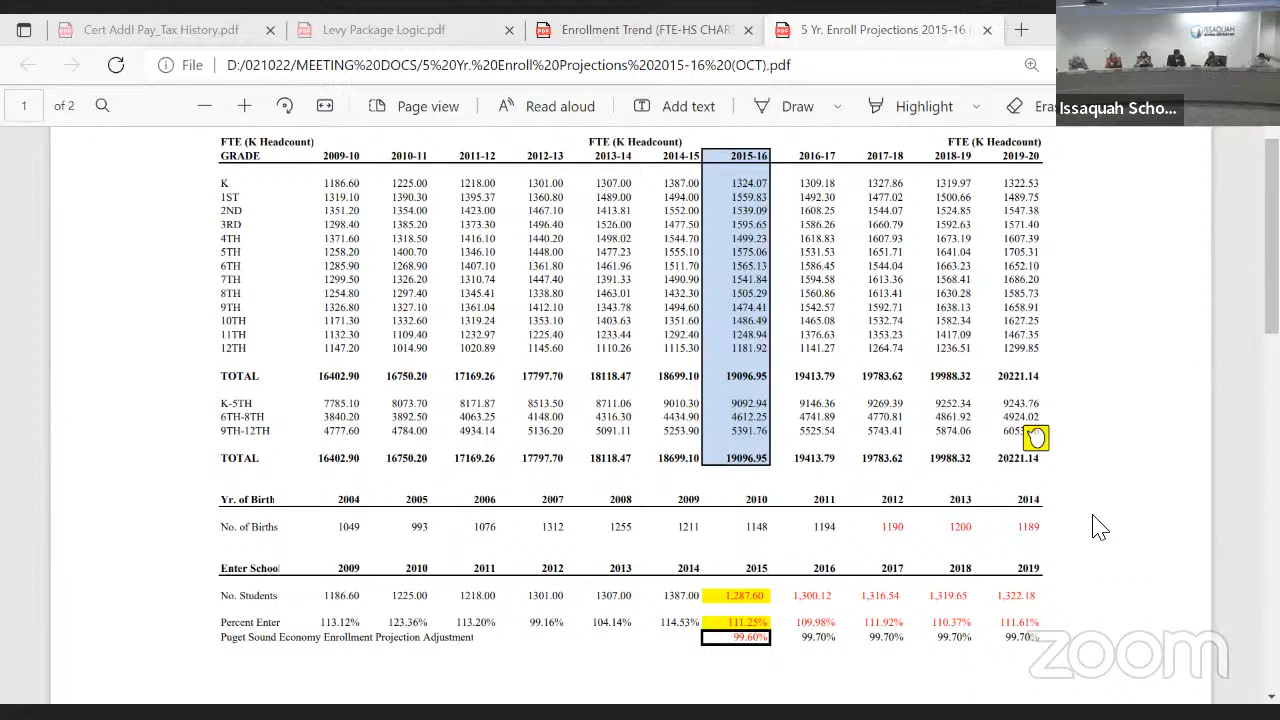 Cert Addl Pay_Tax History.pdf
Levy Package Logic.pdf
Enrollment Trend (FTE-HS CHAR
5 Yr. Enroll Projections 2015-16 (
File D:/021022/MEETING%20DOCS/5%20Yr.%20Enroll%20Projections%202015-16%20(OCT).pdf
1 of 2 Page view Read aloud Add text Draw Highlight Era
ISSAQUAH
Issaquah Scho...
FTE (K Headcount) FTE (K Headcount) FTE (K Headcount)
GRADE 2009-10 2010-11 2011-12 2012-13 2013-14 2014-15 2015-16 2016-17 2017-18 2018-19 2019-20
K 1186.60 1225.00 1218.00 1301.00 1307.00 1387.00 1324.07 1309.18 1327.86 1319.97 1322.53
1ST 1319.10 1390.30 1395.37 1360.80 1489.00 1494.00 1559.83 1492.30 1477.02 1500.66 1489.75
2ND 1351.20 1354.00 1423.00 1467.10 1413.81 1552.00 1539.09 1608.25 1544.07 1524.85 1547.38
3RD 1298.40 1385.20 1373.30 1496.40 1526.00 1477.50 1595.65 1586.26 1660.79 1592.63 1571.40
4TH 1371.60 1318.50 1416.10 1440.20 1498.02 1544.70 1499.23 1618.83 1607.93 1673.19 1607.39
5TH 1258.20 1400.70 1346.10 1448.00 1477.23 1555.10 1575.06 1531.53 1651.71 1641.04 1705.31
6TH 1285.90 1268.90 1407.10 1361.80 1461.96 1511.70 1565.13 1586.45 1544.04 1663.23 1652.10
7TH 1299.50 1326.20 1310.74 1447.40 1391.33 1490.90 1541.84 1594.58 1613.36 1568.41 1686.20
8TH 1254.80 1297.40 1345.41 1338.80 1463.01 1432.30 1505.29 1560.86 1613.41 1630.28 1585.73
9TH 1326.80 1327.10 1361.04 1412.10 1343.78 1494.60 1474.41 1542.57 1592.71 1638.13 1658.91
10TH 1171.30 1332.60 1319.24 1353.10 1403.63 1351.60 1486.49 1465.08 1532.74 1582.34 1627.25
11TH 1132.30 1109.40 1232.97 1225.40 1233.44 1292.40 1248.94 1376.63 1353.23 1417.09 1467.35
12TH 1147.20 1014.90 1020.89 1145.60 1110.26 1115.30 1181.92 1141.27 1264.74 1236.51 1299.85
TOTAL 16402.90 16750.20 17169.26 17797.70 18118.47 18699.10 19096.95 19413.79 19783.62 19988.32 20221.14
K-5TH 7785.10 8073.70 8171.87 8513.50 8711.06 9010.30 9092.94 9146.36 9269.39 9252.34 9243.76
6TH-8TH 3840.20 3892.50 4063.25 4148.00 4316.30 4434.90 4612.25 4741.89 4770.81 4861.92 4924.02
9TH-12TH 4777.60 4784.00 4934.14 5136.20 5091.11 5253.90 5391.76 5525.54 5743.41 5874.06
TOTAL 16402.90 16750.20 17169.26 17797.70 18118.47 18699.10 19096.95 19413.79 19783.62 19988.32 20221.14
Yr. of Birth 2004 2005 2006 2007 2008 2009 2010 2011 2012 2013 2014
No. of Births 1049 993 1076 1312 1255 1211 1148 1194 1190 1200 1189
Enter School 2009 2010 2011 2012 2013 2014 2015 2016 2017 2018 2019
No. Students 1186.60 1225.00 1218.00 1301.00 1307.00 1387.00 1,287.60 1,300.12 1,316.54 1,319.65 1,322.18
Percent Enter 113.12% 123.36% 113.20% 99.16% 104.14% 114.53% 111.25% 109.98% 111.92% 110.37% 111.61%
Puget Sound Economy Enrollment Projection Adjustment 99.60% 99.70% 99.70% 99.70% 99.70%
zoom